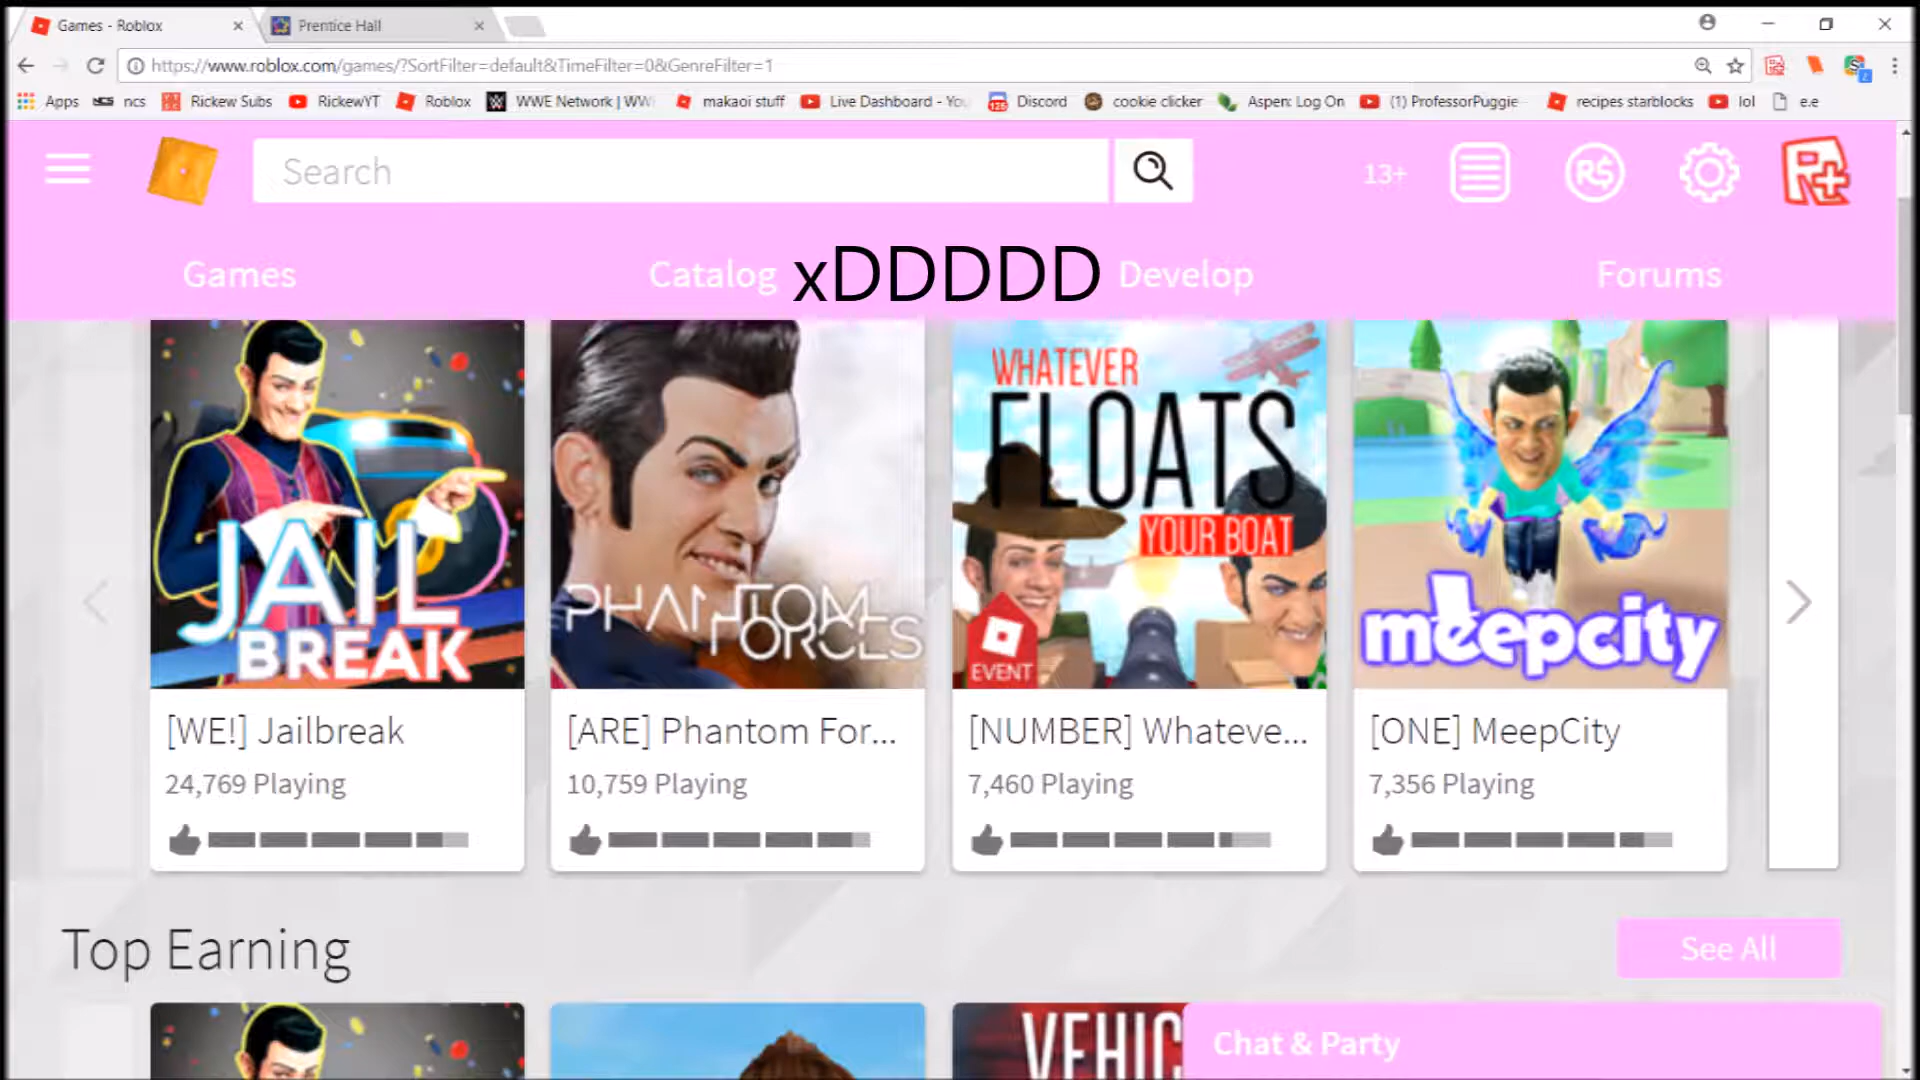 Games - Roblox
Prentice Hall
https://www.roblox.com/games/?SortFilter=default&TimeFilter=0&GenreFilter=1
Apps ncs Rickew Subs RickewYT Roblox WWE Network | WW makaoi stuff Live Dashboard - You Discord cookie clicker Aspen: Log On (1) ProfessorPuggie recipes starblocks lol e.e
Search
13+
R$
R+
Games Catalog xDDDDD Develop Forums
JAIL
BREAK
PHANTOM
FORCES
WHATEVER
FLOATS
YOUR BOAT
EVENT
meepcity
[WE!] Jailbreak
24,769 Playing
[ARE] Phantom For...
10,759 Playing
[NUMBER] Whateve...
7,460 Playing
[ONE] MeepCity
7,356 Playing
Top Earning
See All
VEHIC
Chat & Party